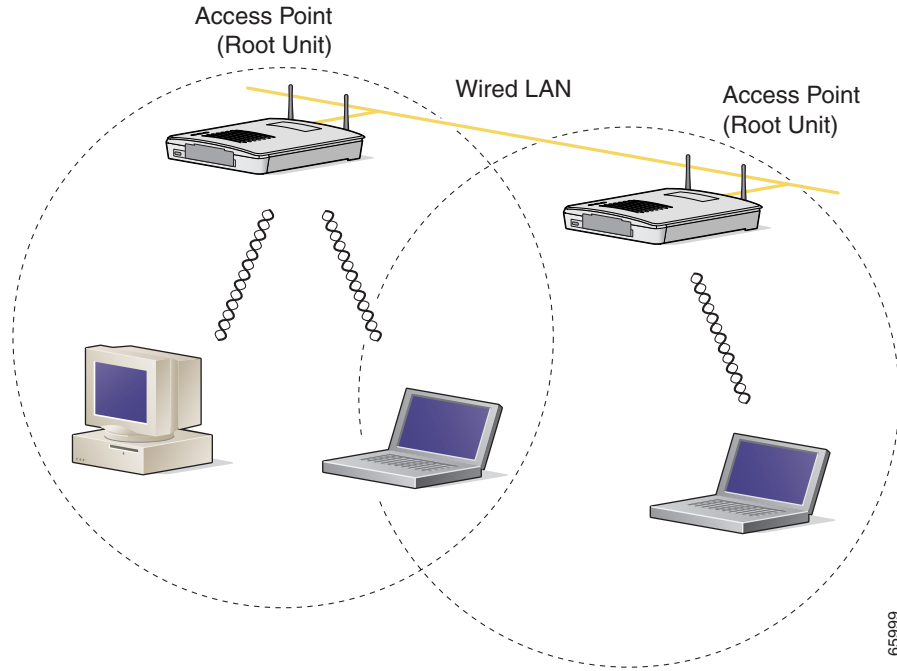 Access Point
(Root Unit)
Wired LAN
Access Point
(Root Unit)
65999